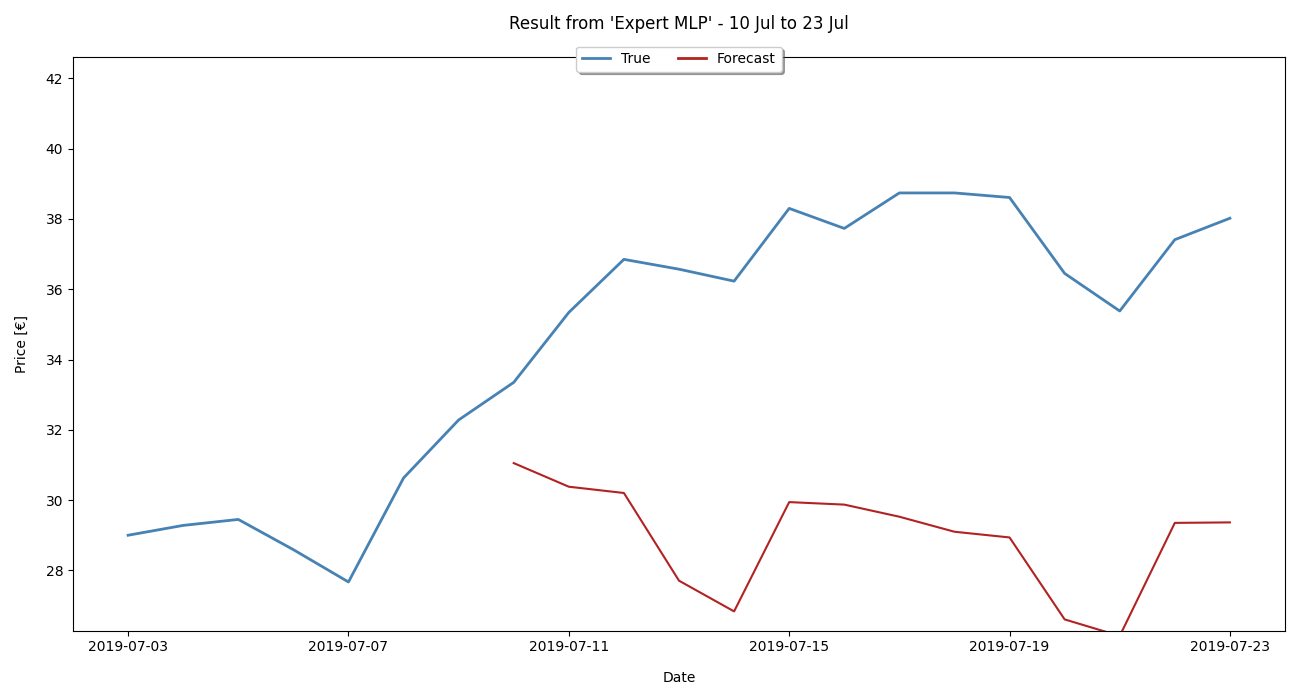 Result from 'Expert MLP' - 10 Jul to 23 Jul
True Forecast
42
40
38
36
34
32
30
28
Price [€]
2019-07-03 2019-07-07 2019-07-11 2019-07-15 2019-07-19 2019-07-23
Date